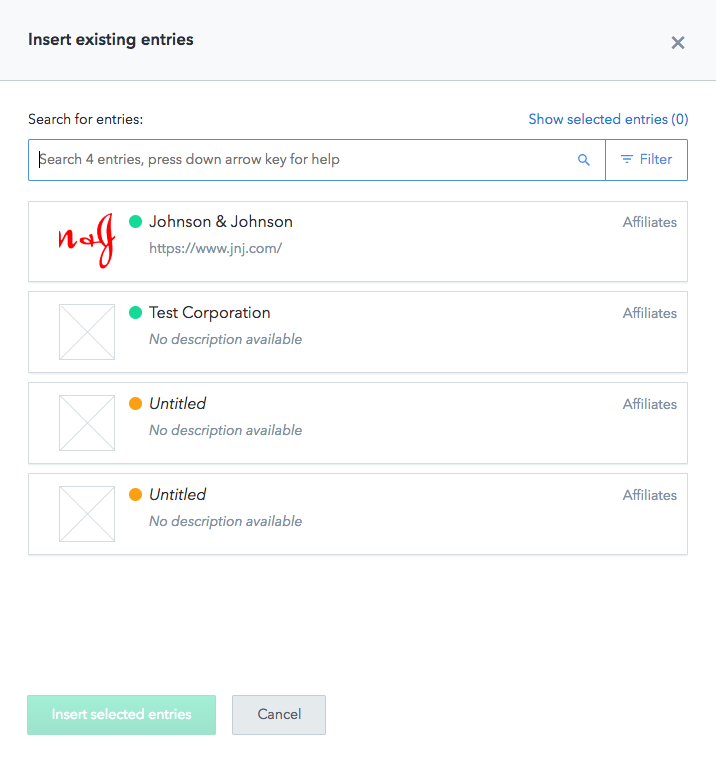 Insert existing entries
Search for entries:
Show selected entries (0)
Search 4 entries, press down arrow key for help
Filter
Johnson & Johnson
Affiliates
https://www.jnj.com/
Test Corporation
Affiliates
No description available
Untitled
Affiliates
No description available
Untitled
Affiliates
No description available
Insert selected entries
Cancel